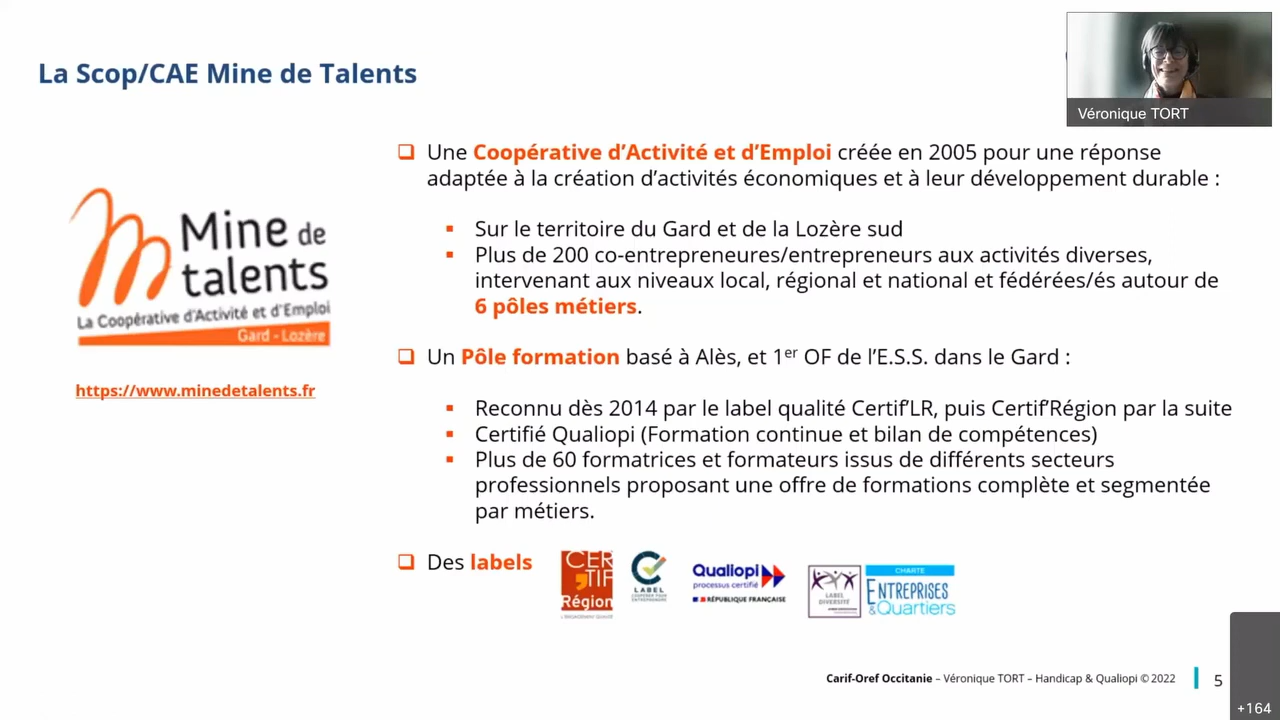 La Scop/CAE Mine de Talents
Véronique TORT
Mine de
talents
La Coopérative d'Activité et d'Emploi
Gard - Lozère
https://www.minedetalents.fr
❑ Une Coopérative d’Activité et d’Emploi créée en 2005 pour une réponse
adaptée à la création d’activités économiques et à leur développement durable :
▪ Sur le territoire du Gard et de la Lozère sud
▪ Plus de 200 co-entrepreneures/entrepreneurs aux activités diverses,
intervenant aux niveaux local, régional et national et fédérées/és autour de
6 pôles métiers.
❑ Un Pôle formation basé à Alès, et 1er OF de l’E.S.S. dans le Gard :
▪ Reconnu dès 2014 par le label qualité Certif’LR, puis Certif’Région par la suite
▪ Certifié Qualiopi (Formation continue et bilan de compétences)
▪ Plus de 60 formatrices et formateurs issus de différents secteurs
professionnels proposant une offre de formations complète et segmentée
par métiers.
❑ Des labels
CER
TIF
Région
LABEL
Qualiopi
processus certifié
RÉPUBLIQUE FRANÇAISE
LABEL
DIVERSITÉ
CHARTE
ENTREPRISES
&Quartiers
Carif-Oref Occitanie – Véronique TORT – Handicap & Qualiopi © 2022
5
+164